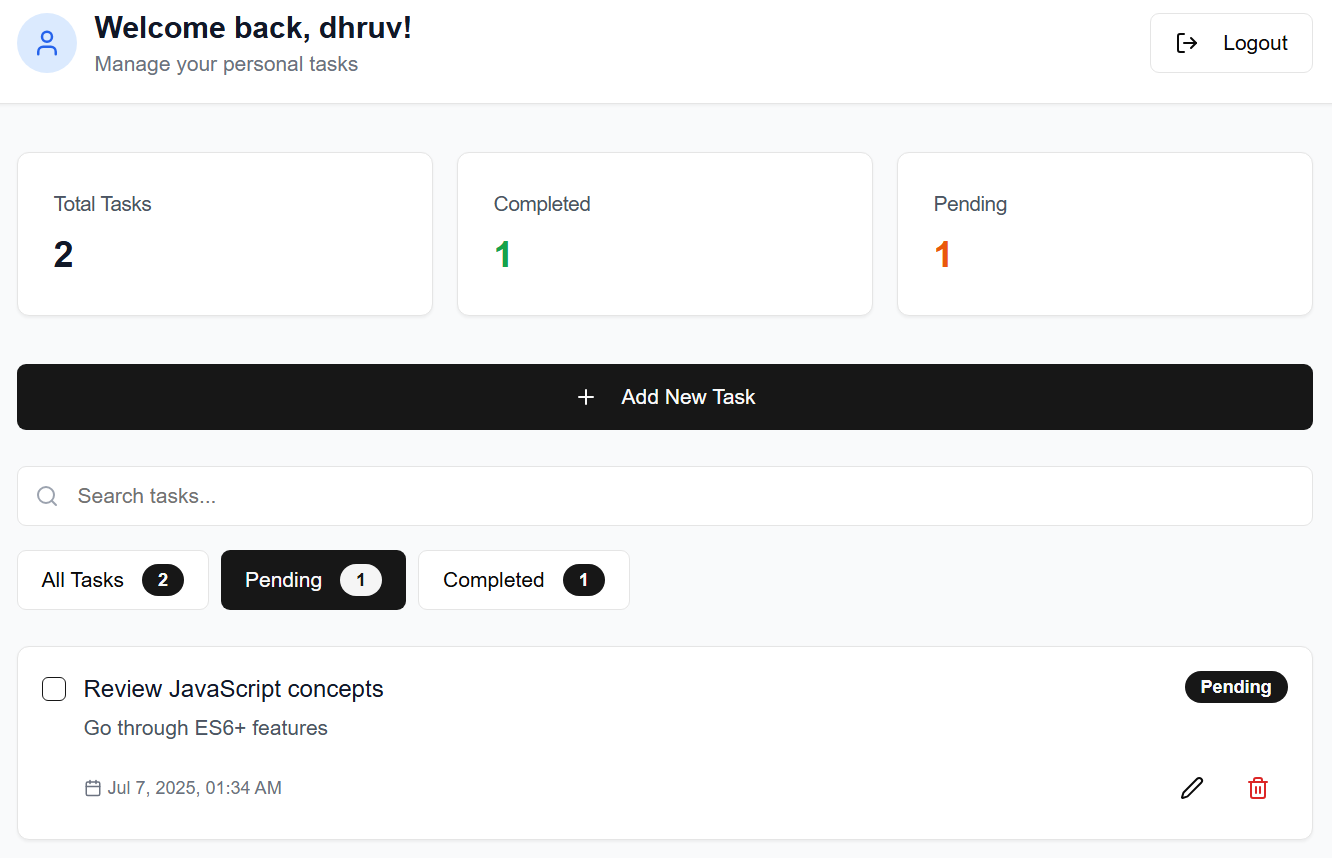 Welcome back, dhruv!
Manage your personal tasks
Logout
Total Tasks
2
Completed
1
Pending
1
Add New Task
Search tasks...
All Tasks 2
Pending 1
Completed 1
Review JavaScript concepts
Pending
Go through ES6+ features
Jul 7, 2025, 01:34 AM